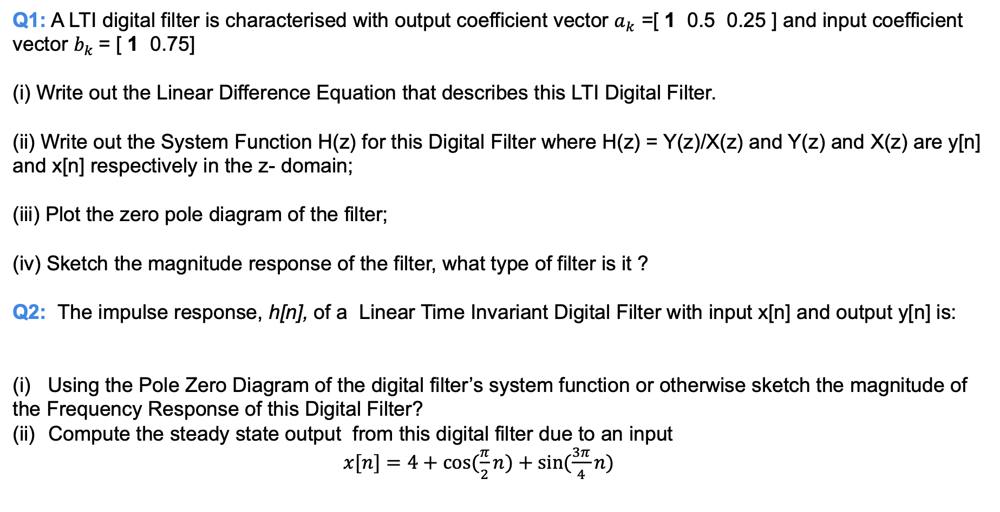 Q1: A LTI digital filter is characterised with output coefficient vector aₖ =[ 1 0.5 0.25 ] and input coefficient
vector bₖ = [ 1 0.75]
(i) Write out the Linear Difference Equation that describes this LTI Digital Filter.
(ii) Write out the System Function H(z) for this Digital Filter where H(z) = Y(z)/X(z) and Y(z) and X(z) are y[n]
and x[n] respectively in the z- domain;
(iii) Plot the zero pole diagram of the filter;
(iv) Sketch the magnitude response of the filter, what type of filter is it ?
Q2: The impulse response, h[n], of a Linear Time Invariant Digital Filter with input x[n] and output y[n] is:
(i) Using the Pole Zero Diagram of the digital filter’s system function or otherwise sketch the magnitude of
the Frequency Response of this Digital Filter?
(ii) Compute the steady state output from this digital filter due to an input
x[n] = 4 + cos(π/2 n) + sin(3π/4 n)